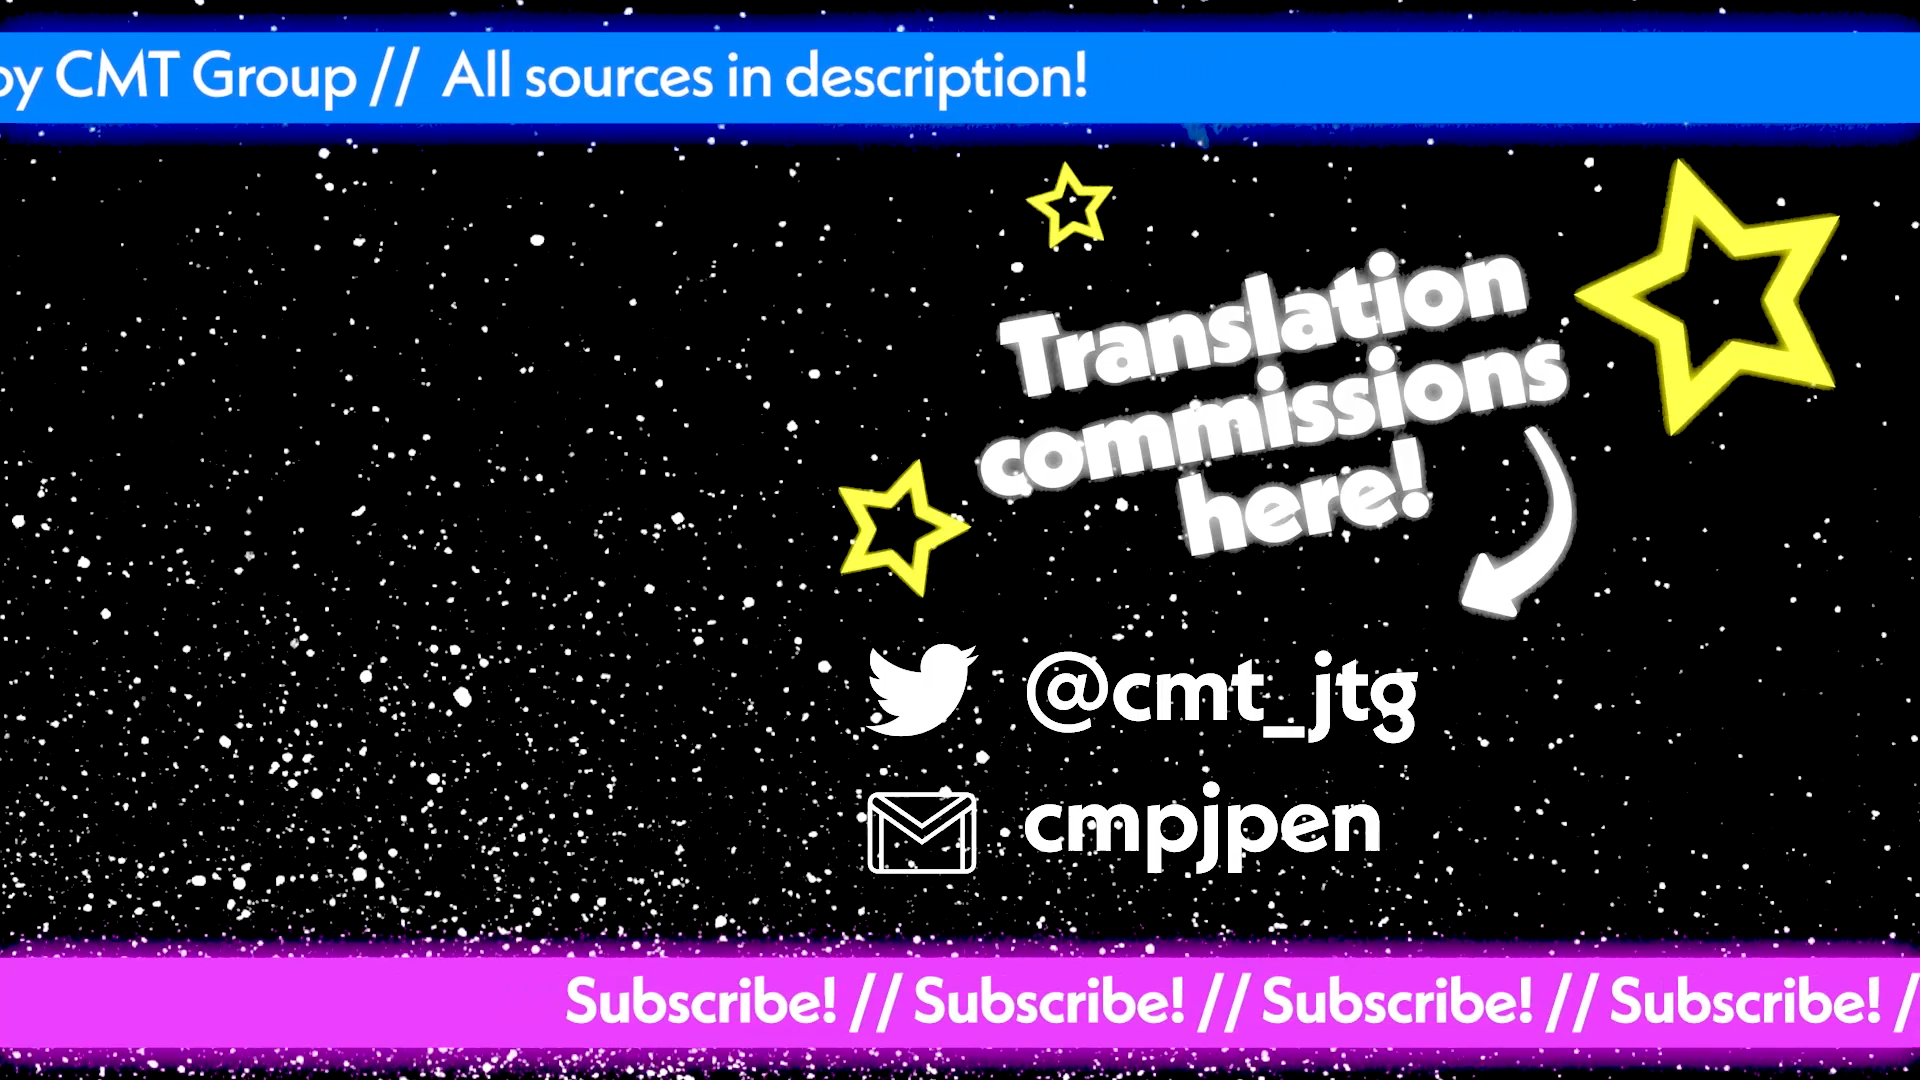 by CMT Group // All sources in description!
Translation
commissions
here!
@cmt_jtg
cmpjpen
Subscribe! // Subscribe! // Subscribe! // Subscribe! /